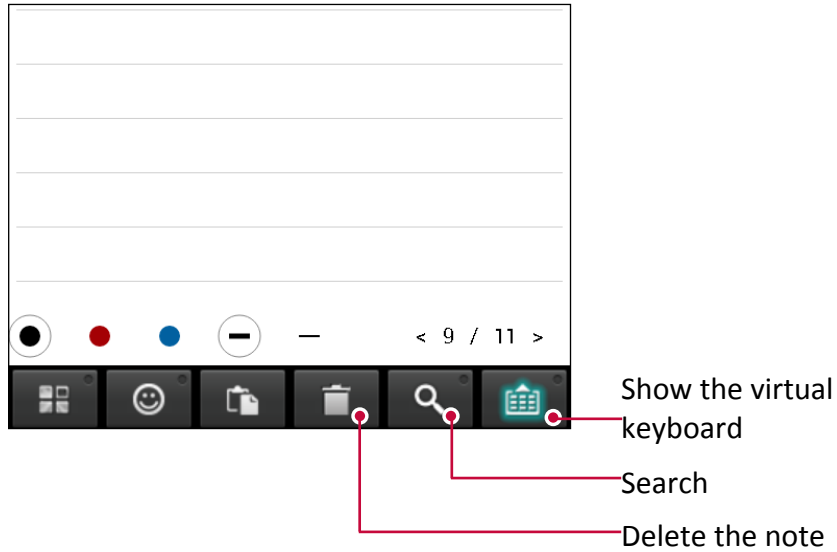 < 9 / 11 >
Show the virtual
keyboard
Search
Delete the note